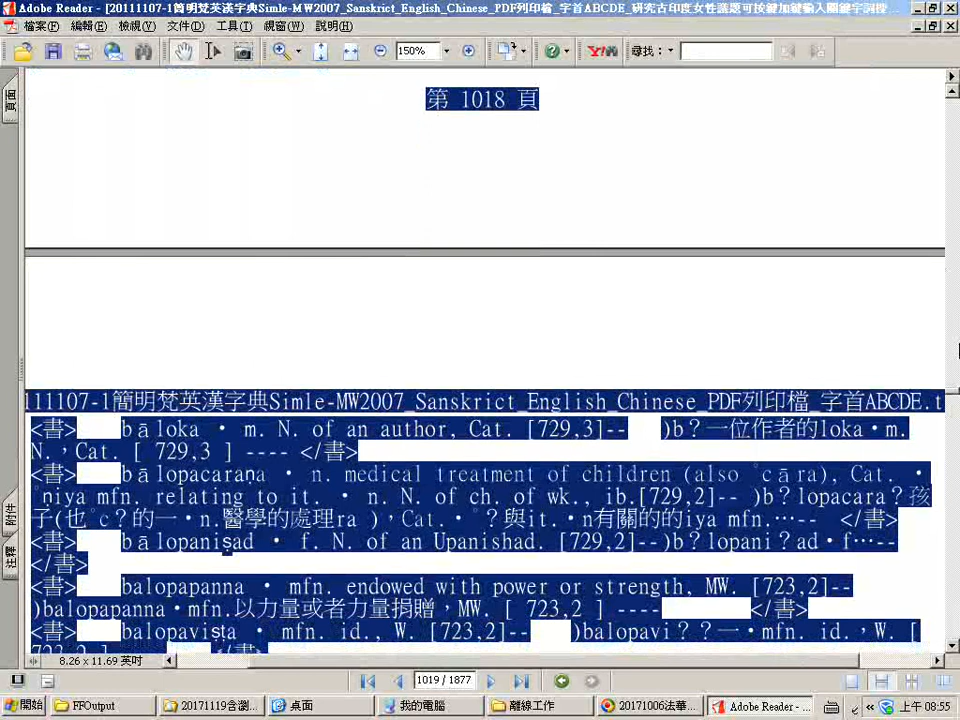 Adobe Reader - [20111107-1簡明梵英漢字典Simle-MW2007_Sanskrict_English_Chinese_PDF列印檔_字首ABCDE_研究古印度女性議題可按鍵加鍵輸入關鍵字詞搜
檔案(F) 編輯(E) 檢視(V) 文件(D) 工具(T) 視窗(W) 說明(H)
150% Y! 尋找:
頁面
第 1018 頁
111107-1簡明梵英漢字典Simle-MW2007_Sanskrict_English_Chinese_PDF列印檔_字首ABCDE.t
<書> bāloka · m. N. of an author, Cat. [729,3]-- )b？一位作者的loka·m.
N.，Cat. [ 729,3 ] ---- </書>
<書> bālopacaraṇa · n. medical treatment of children (also °cāra), Cat. ·
°ṇiya mfn. relating to it. · n. N. of ch. of wk., ib.[729,2]-- )b？lopacara？孩
子(也°c？的一·n.醫學的處理ra )，Cat.·°？與it.·n有關的的iya mfn.…-- </書>
<書> bālopaniṣad · f. N. of an Upanishad. [729,2]--)b？lopani？ad·f…--
</書>
<書> balopapanna · mfn. endowed with power or strength, MW. [723,2]--
)balopapanna·mfn.以力量或者力量捐贈，MW. [ 723,2 ] ---- </書>
<書> balopaviṣṭa · mfn. id., W. [723,2]-- )balopavi？？一·mfn. id.，W. [
723,2 ] </書>
附件
注釋
8.26 x 11.69 英吋
1019 / 1877
開始 FFOutput 20171119含瀏... 桌面 我的電腦 離線工作 20171006法華... Adobe Reader -... 上午 08:55